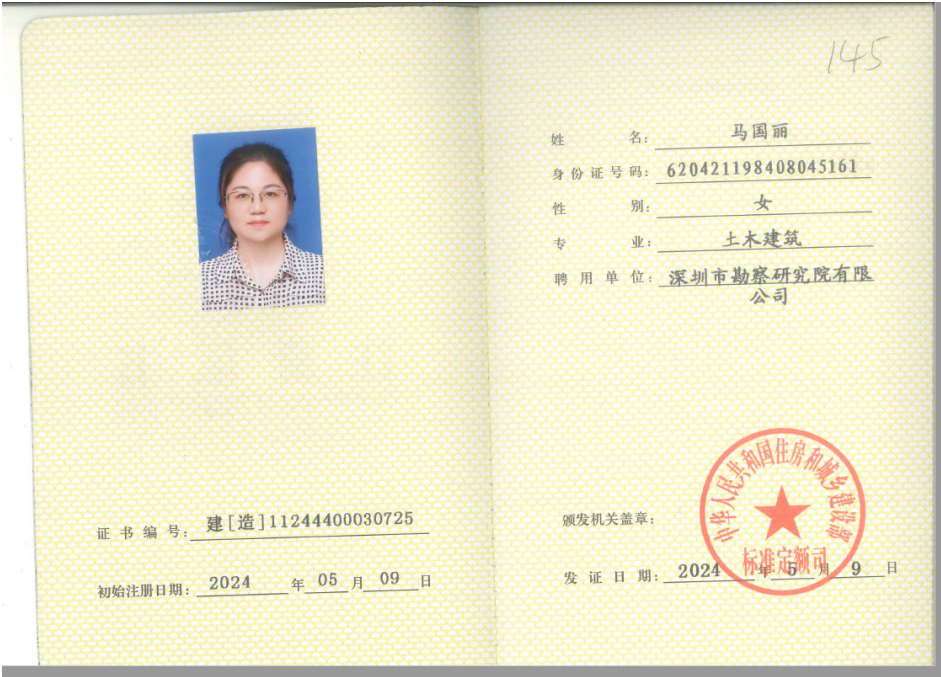 证书编号：建[造]11244400030725
初始注册日期：2024年05月09日
145
姓名：马国丽
身份证号码：620421198408045161
性别：女
专业：土木建筑
聘用单位：深圳市勘察研究院有限
公司
中华人民共和国住房和城乡建设部
标准定额司
颁发机关盖章：
发证日期：2024年5月9日